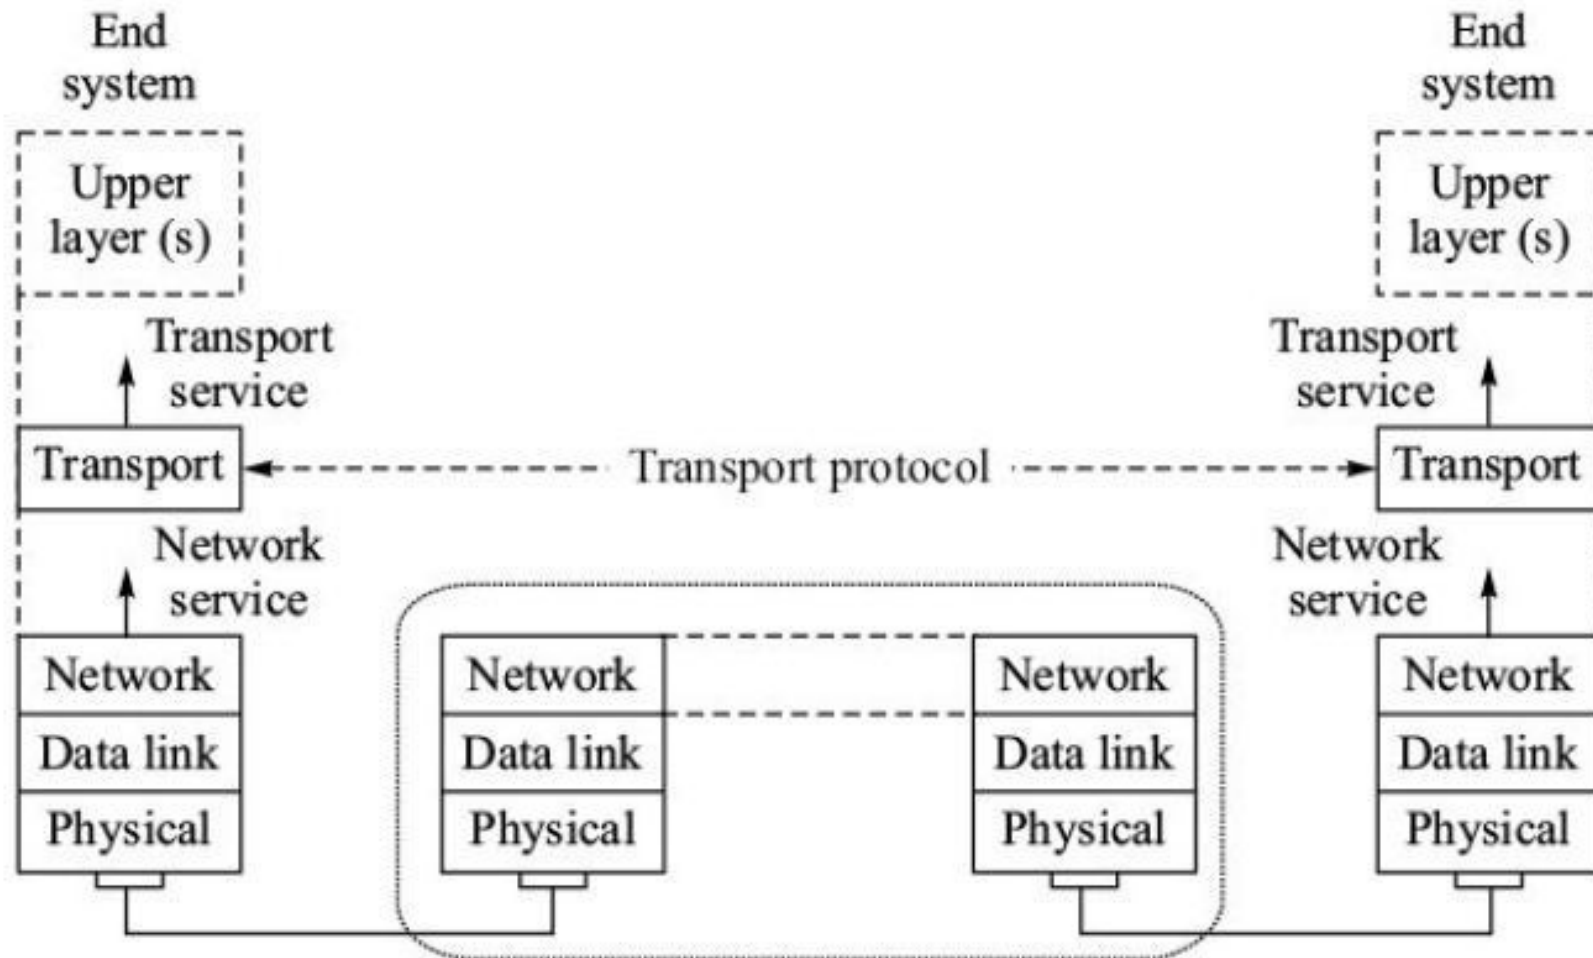 End
system
End
system
Upper
layer (s)
Upper
layer (s)
Transport
service
Transport
service
Transport
Transport protocol
Transport
Network
service
Network
service
Network
Network
Network
Network
Data link
Data link
Data link
Data link
Physical
Physical
Physical
Physical